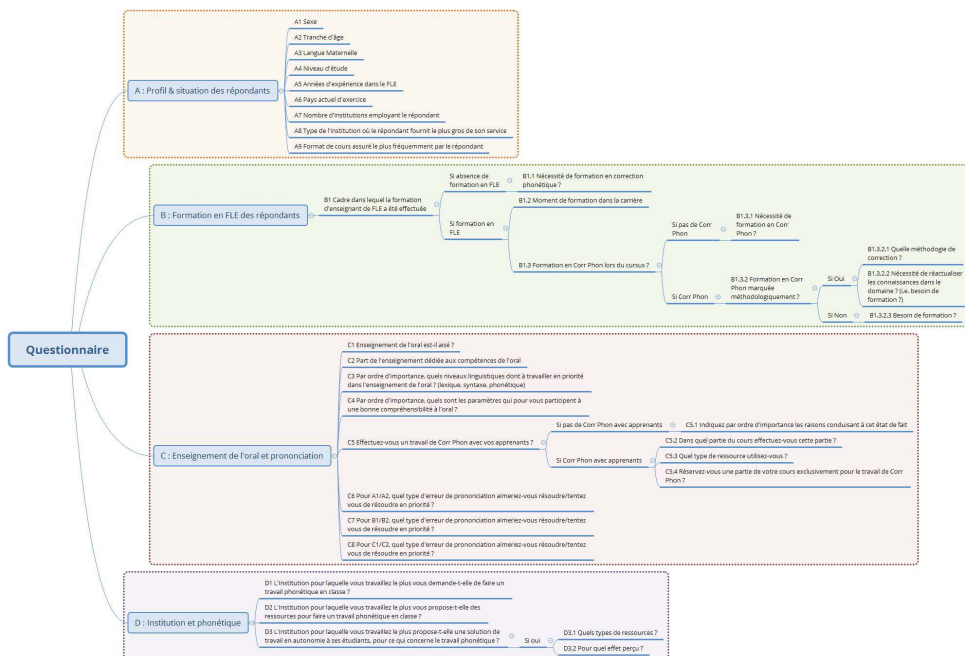 Questionnaire
A : Profil & situation des répondants
A1 Sexe
A2 Tranche d'âge
A3 Langue Maternelle
A4 Niveau d'étude
A5 Années d'expérience dans le FLE
A6 Pays actuel d'exercice
A7 Nombre d'institutions employant le répondant
A8 Type de l'institution où le répondant fournit le plus gros de son service
A9 Format de cours assuré le plus fréquemment par le répondant
B : Formation en FLE des répondants
B1 Cadre dans lequel la formation
d'enseignant de FLE a été effectuée
Si absence de
formation en FLE
B1.1 Nécessité de formation en correction
phonétique ?
Si formation en
FLE
B1.2 Moment de formation dans la carrière
B1.3 Formation en Corr Phon lors du cursus ?
Si pas de Corr
Phon
B1.3.1 Nécessité de
formation en Corr
Phon ?
Si Corr Phon
B1.3.2 Formation en Corr
Phon marquée
méthodologiquement ?
Si Oui
B1.3.2.1 Quelle méthodologie de
correction ?
B1.3.2.2 Nécessité de réactualiser
les connaissances dans le
domaine ? (i.e. besoin de
formation ?)
Si Non
B1.3.2.3 Besoin de formation ?
C : Enseignement de l'oral et prononciation
C1 Enseignement de l'oral est-il aisé ?
C2 Part de l'enseignement dédiée aux compétences de l'oral
C3 Par ordre d'importance, quels niveaux linguistiques dont à travailler en priorité
dans l'enseignement de l'oral ? (lexique, syntaxe, phonétique)
C4 Par ordre d'importance, quels sont les paramètres qui pour vous participent à
une bonne compréhensibilité à l'oral ?
C5 Effectuez-vous un travail de Corr Phon avec vos apprenants ?
Si pas de Corr Phon avec apprenants
C5.1 Indiquez par ordre d'importance les raisons conduisant à cet état de fait
Si Corr Phon avec apprenants
C5.2 Dans quel partie du cours effectuez-vous cette partie ?
C5.3 Quel type de ressource utilisez-vous ?
C5.4 Réservez-vous une partie de votre cours exclusivement pour le travail de Corr
Phon ?
C6 Pour A1/A2, quel type d'erreur de prononciation aimeriez-vous résoudre/tentez
vous de résoudre en priorité ?
C7 Pour B1/B2, quel type d'erreur de prononciation aimeriez-vous résoudre/tentez
vous de résoudre en priorité ?
C8 Pour C1/C2, quel type d'erreur de prononciation aimeriez-vous résoudre/tentez
vous de résoudre en priorité ?
D : Institution et phonétique
D1 L'institution pour laquelle vous travaillez le plus vous demande-t-elle de faire un
travail phonétique en classe ?
D2 L'institution pour laquelle vous travaillez le plus vous propose-t-elle des
ressources pour faire un travail phonétique en classe ?
D3 L'institution pour laquelle vous travaillez le plus propose-t-elle une solution de
travail en autonomie à ses étudiants, pour ce qui concerne le travail phonétique ?
Si oui
D3.1 Quels types de ressources ?
D3.2 Pour quel effet perçu ?